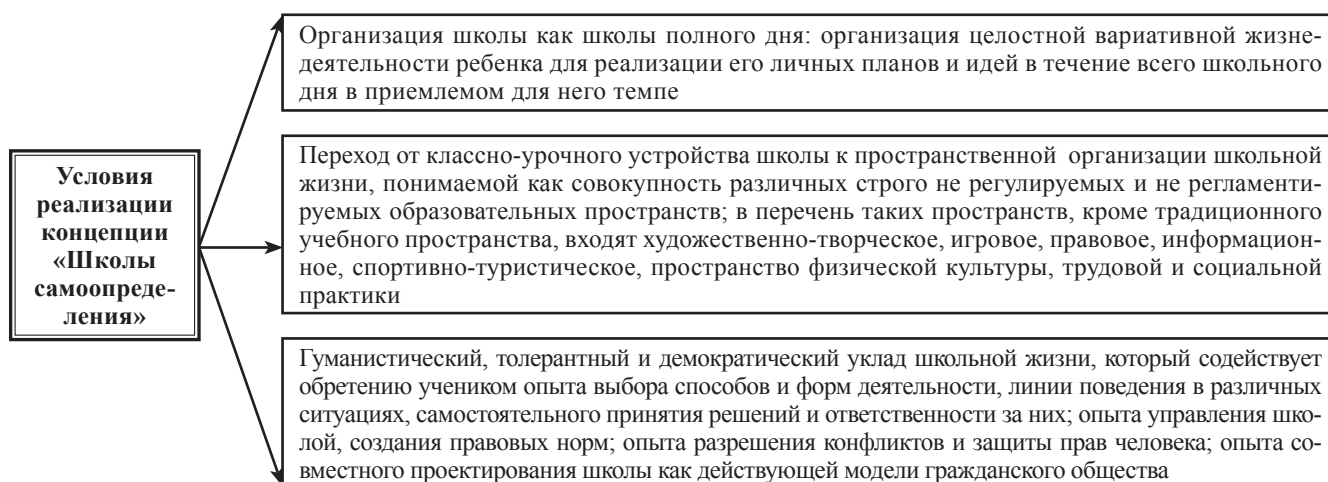 Условия
реализации
концепции
«Школы
самоопреде-
ления»
Организация школы как школы полного дня: организация целостной вариативной жизне-
деятельности ребенка для реализации его личных планов и идей в течение всего школьного
дня в приемлемом для него темпе
Переход от классно-урочного устройства школы к пространственной организации школьной
жизни, понимаемой как совокупность различных строго не регулируемых и не регламенти-
руемых образовательных пространств; в перечень таких пространств, кроме традиционного
учебного пространства, входят художественно-творческое, игровое, правовое, информацион-
ное, спортивно-туристическое, пространство физической культуры, трудовой и социальной
практики
Гуманистический, толерантный и демократический уклад школьной жизни, который содействует
обретению учеником опыта выбора способов и форм деятельности, линии поведения в различных
ситуациях, самостоятельного принятия решений и ответственности за них; опыта управления шко-
лой, создания правовых норм; опыта разрешения конфликтов и защиты прав человека; опыта со-
вместного проектирования школы как действующей модели гражданского общества